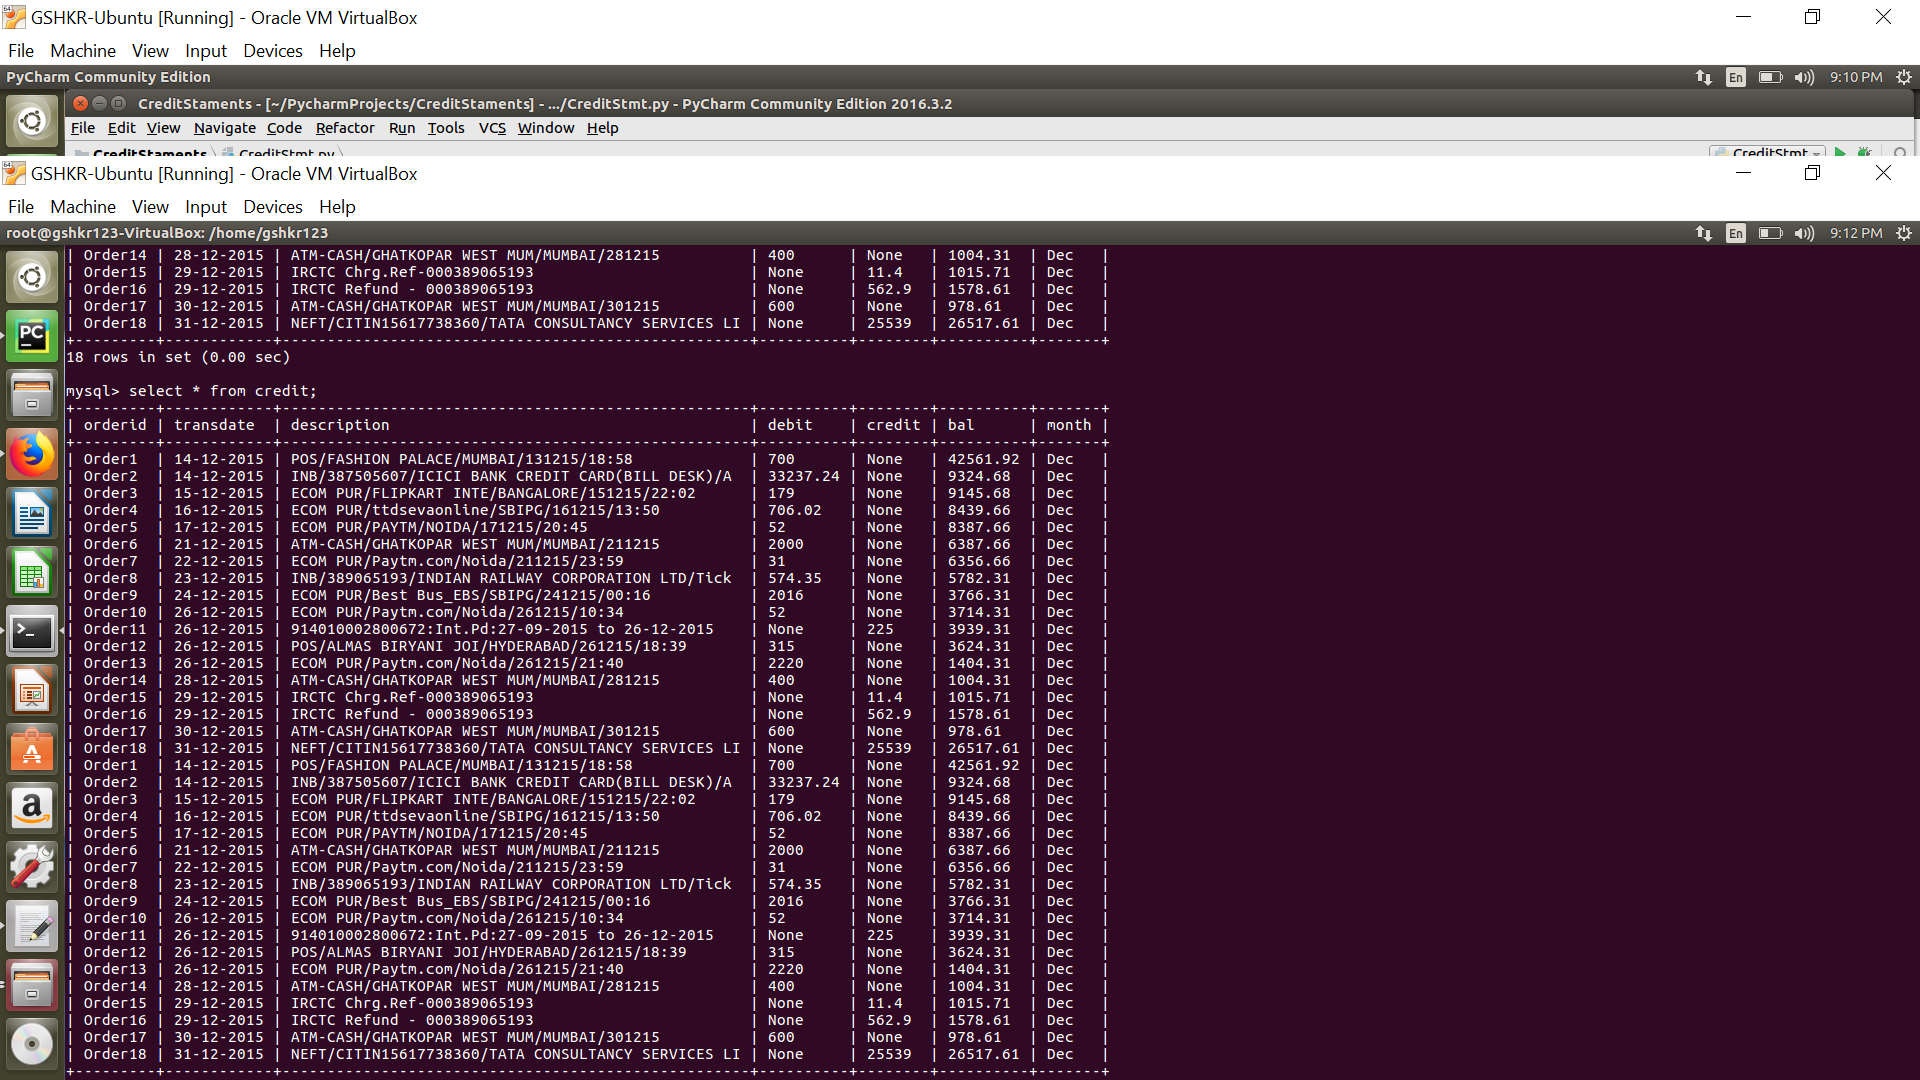 GSHKR-Ubuntu [Running] - Oracle VM VirtualBox
File Machine View Input Devices Help
PyCharm Community Edition En 9:10 PM
CreditStaments - [~/PycharmProjects/CreditStaments] - .../CreditStmt.py - PyCharm Community Edition 2016.3.2
File Edit View Navigate Code Refactor Run Tools VCS Window Help
CreditStaments CreditStmt.py CreditStmt
GSHKR-Ubuntu [Running] - Oracle VM VirtualBox
File Machine View Input Devices Help
root@gshkr123-VirtualBox: /home/gshkr123 En 9:12 PM
| Order14 | 28-12-2015 | ATM-CASH/GHATKOPAR WEST MUM/MUMBAI/281215 | 400 | None | 1004.31 | Dec |
| Order15 | 29-12-2015 | IRCTC Chrg.Ref-000389065193 | None | 11.4 | 1015.71 | Dec |
| Order16 | 29-12-2015 | IRCTC Refund - 000389065193 | None | 562.9 | 1578.61 | Dec |
| Order17 | 30-12-2015 | ATM-CASH/GHATKOPAR WEST MUM/MUMBAI/301215 | 600 | None | 978.61 | Dec |
| Order18 | 31-12-2015 | NEFT/CITIN15617738360/TATA CONSULTANCY SERVICES LI | None | 25539 | 26517.61 | Dec |
18 rows in set (0.00 sec)
mysql> select * from credit;
| orderid | transdate | description | debit | credit | bal | month |
| Order1 | 14-12-2015 | POS/FASHION PALACE/MUMBAI/131215/18:58 | 700 | None | 42561.92 | Dec |
| Order2 | 14-12-2015 | INB/387505607/ICICI BANK CREDIT CARD(BILL DESK)/A | 33237.24 | None | 9324.68 | Dec |
| Order3 | 15-12-2015 | ECOM PUR/FLIPKART INTE/BANGALORE/151215/22:02 | 179 | None | 9145.68 | Dec |
| Order4 | 16-12-2015 | ECOM PUR/ttdsevaonline/SBIPG/161215/13:50 | 706.02 | None | 8439.66 | Dec |
| Order5 | 17-12-2015 | ECOM PUR/PAYTM/NOIDA/171215/20:45 | 52 | None | 8387.66 | Dec |
| Order6 | 21-12-2015 | ATM-CASH/GHATKOPAR WEST MUM/MUMBAI/211215 | 2000 | None | 6387.66 | Dec |
| Order7 | 22-12-2015 | ECOM PUR/Paytm.com/Noida/211215/23:59 | 31 | None | 6356.66 | Dec |
| Order8 | 23-12-2015 | INB/389065193/INDIAN RAILWAY CORPORATION LTD/Tick | 574.35 | None | 5782.31 | Dec |
| Order9 | 24-12-2015 | ECOM PUR/Best Bus_EBS/SBIPG/241215/00:16 | 2016 | None | 3766.31 | Dec |
| Order10 | 26-12-2015 | ECOM PUR/Paytm.com/Noida/261215/10:34 | 52 | None | 3714.31 | Dec |
| Order11 | 26-12-2015 | 914010002800672:Int.Pd:27-09-2015 to 26-12-2015 | None | 225 | 3939.31 | Dec |
| Order12 | 26-12-2015 | POS/ALMAS BIRYANI JOI/HYDERABAD/261215/18:39 | 315 | None | 3624.31 | Dec |
| Order13 | 26-12-2015 | ECOM PUR/Paytm.com/Noida/261215/21:40 | 2220 | None | 1404.31 | Dec |
| Order14 | 28-12-2015 | ATM-CASH/GHATKOPAR WEST MUM/MUMBAI/281215 | 400 | None | 1004.31 | Dec |
| Order15 | 29-12-2015 | IRCTC Chrg.Ref-000389065193 | None | 11.4 | 1015.71 | Dec |
| Order16 | 29-12-2015 | IRCTC Refund - 000389065193 | None | 562.9 | 1578.61 | Dec |
| Order17 | 30-12-2015 | ATM-CASH/GHATKOPAR WEST MUM/MUMBAI/301215 | 600 | None | 978.61 | Dec |
| Order18 | 31-12-2015 | NEFT/CITIN15617738360/TATA CONSULTANCY SERVICES LI | None | 25539 | 26517.61 | Dec |
| Order1 | 14-12-2015 | POS/FASHION PALACE/MUMBAI/131215/18:58 | 700 | None | 42561.92 | Dec |
| Order2 | 14-12-2015 | INB/387505607/ICICI BANK CREDIT CARD(BILL DESK)/A | 33237.24 | None | 9324.68 | Dec |
| Order3 | 15-12-2015 | ECOM PUR/FLIPKART INTE/BANGALORE/151215/22:02 | 179 | None | 9145.68 | Dec |
| Order4 | 16-12-2015 | ECOM PUR/ttdsevaonline/SBIPG/161215/13:50 | 706.02 | None | 8439.66 | Dec |
| Order5 | 17-12-2015 | ECOM PUR/PAYTM/NOIDA/171215/20:45 | 52 | None | 8387.66 | Dec |
| Order6 | 21-12-2015 | ATM-CASH/GHATKOPAR WEST MUM/MUMBAI/211215 | 2000 | None | 6387.66 | Dec |
| Order7 | 22-12-2015 | ECOM PUR/Paytm.com/Noida/211215/23:59 | 31 | None | 6356.66 | Dec |
| Order8 | 23-12-2015 | INB/389065193/INDIAN RAILWAY CORPORATION LTD/Tick | 574.35 | None | 5782.31 | Dec |
| Order9 | 24-12-2015 | ECOM PUR/Best Bus_EBS/SBIPG/241215/00:16 | 2016 | None | 3766.31 | Dec |
| Order10 | 26-12-2015 | ECOM PUR/Paytm.com/Noida/261215/10:34 | 52 | None | 3714.31 | Dec |
| Order11 | 26-12-2015 | 914010002800672:Int.Pd:27-09-2015 to 26-12-2015 | None | 225 | 3939.31 | Dec |
| Order12 | 26-12-2015 | POS/ALMAS BIRYANI JOI/HYDERABAD/261215/18:39 | 315 | None | 3624.31 | Dec |
| Order13 | 26-12-2015 | ECOM PUR/Paytm.com/Noida/261215/21:40 | 2220 | None | 1404.31 | Dec |
| Order14 | 28-12-2015 | ATM-CASH/GHATKOPAR WEST MUM/MUMBAI/281215 | 400 | None | 1004.31 | Dec |
| Order15 | 29-12-2015 | IRCTC Chrg.Ref-000389065193 | None | 11.4 | 1015.71 | Dec |
| Order16 | 29-12-2015 | IRCTC Refund - 000389065193 | None | 562.9 | 1578.61 | Dec |
| Order17 | 30-12-2015 | ATM-CASH/GHATKOPAR WEST MUM/MUMBAI/301215 | 600 | None | 978.61 | Dec |
| Order18 | 31-12-2015 | NEFT/CITIN15617738360/TATA CONSULTANCY SERVICES LI | None | 25539 | 26517.61 | Dec |